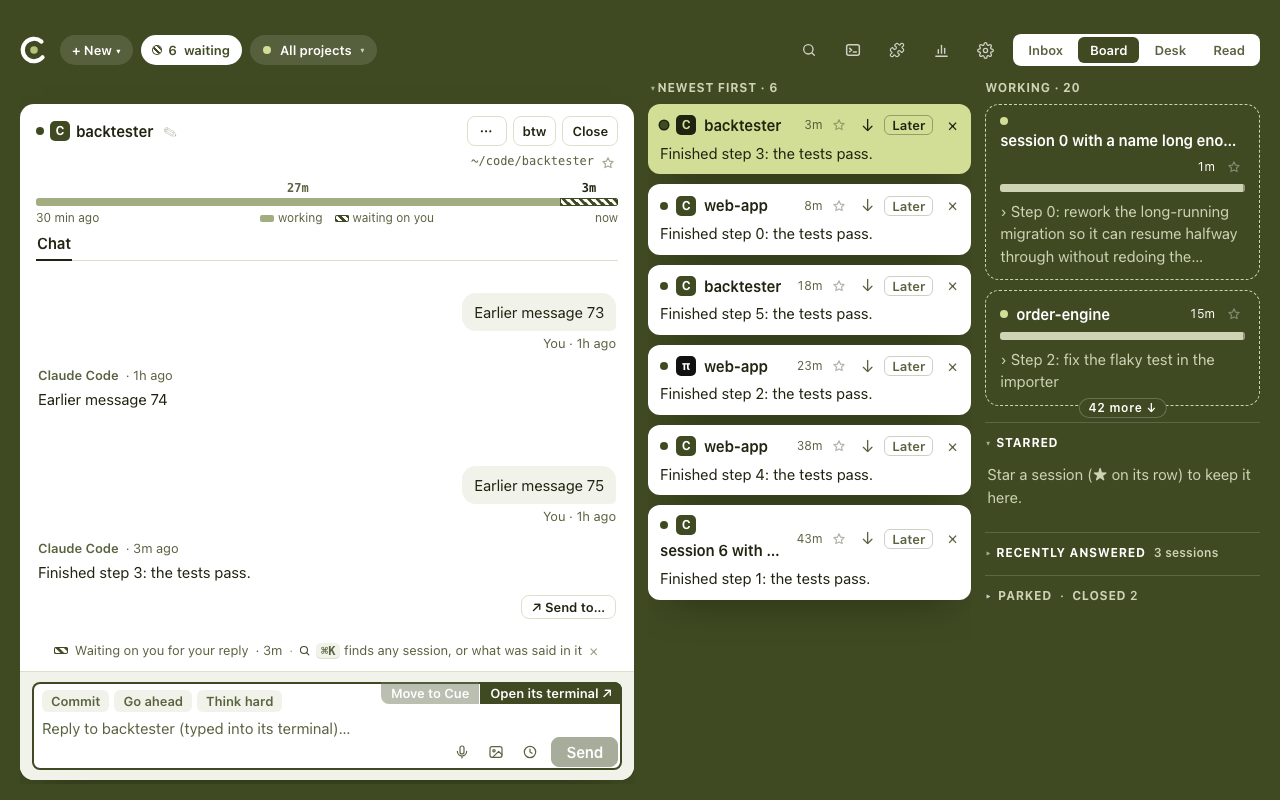 + New ▾
6 waiting
All projects ▾
Inbox
Board
Desk
Read
C backtester
···
btw
Close
~/code/backtester
27m
3m
30 min ago
working
waiting on you
now
Chat
Earlier message 73
You · 1h ago
Claude Code · 1h ago
Earlier message 74
Earlier message 75
You · 1h ago
Claude Code · 3m ago
Finished step 3: the tests pass.
↗ Send to...
Waiting on you for your reply · 3m · ⌘K finds any session, or what was said in it ×
Commit
Go ahead
Think hard
Move to Cue
Open its terminal ↗
Reply to backtester (typed into its terminal)...
Send
▾ NEWEST FIRST · 6
C backtester 3m ☆ ↓ Later ×
Finished step 3: the tests pass.
C web-app 8m ☆ ↓ Later ×
Finished step 0: the tests pass.
C backtester 18m ☆ ↓ Later ×
Finished step 5: the tests pass.
π web-app 23m ☆ ↓ Later ×
Finished step 2: the tests pass.
C web-app 38m ☆ ↓ Later ×
Finished step 4: the tests pass.
C
session 6 with ... 43m ☆ ↓ Later ×
Finished step 1: the tests pass.
WORKING · 20
session 0 with a name long eno...
1m ☆
› Step 0: rework the long-running
migration so it can resume halfway
through without redoing the...
order-engine 15m ☆
› Step 2: fix the flaky test in the
importer
42 more ↓
▾ STARRED
Star a session (★ on its row) to keep it
here.
▸ RECENTLY ANSWERED 3 sessions
▸ PARKED · CLOSED 2